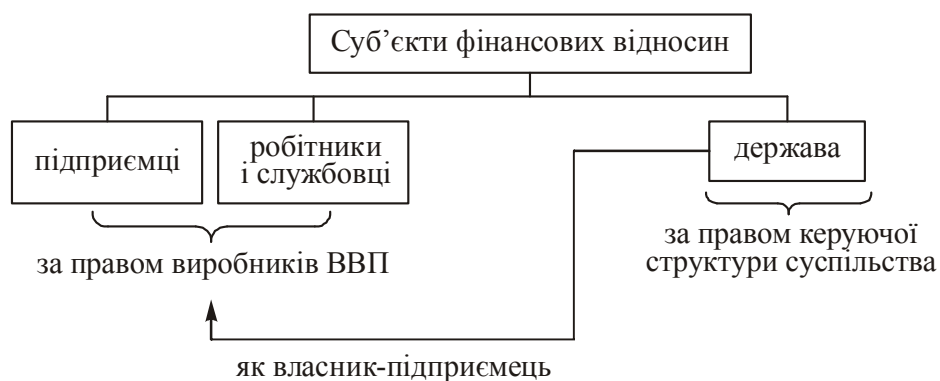 Суб’єкти фінансових відносин
підприємці
робітники
і службовці
держава
за правом виробників ВВП
за правом керуючої
структури суспільства
як власник-підприємець